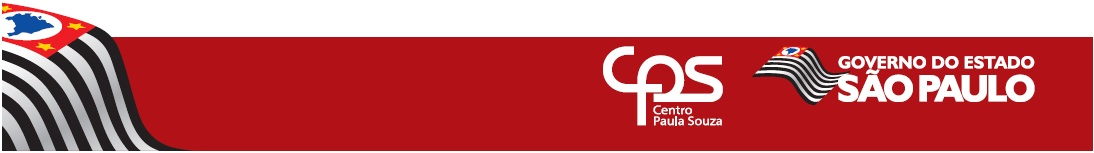 cps
Centro
Paula Souza
GOVERNO DO ESTADO
SÃO PAULO